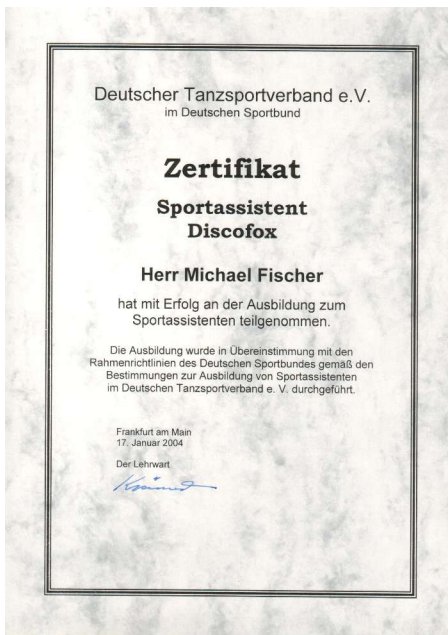 Deutscher Tanzsportverband e.V.
im Deutschen Sportbund
Zertifikat
Sportassistent
Discofox
Herr Michael Fischer
hat mit Erfolg an der Ausbildung zum
Sportassistenten teilgenommen.
Die Ausbildung wurde in Übereinstimmung mit den
Rahmenrichtlinien des Deutschen Sportbundes gemäß den
Bestimmungen zur Ausbildung von Sportassistenten
im Deutschen Tanzsportverband e. V. durchgeführt.
Frankfurt am Main
17. Januar 2004
Der Lehrwart